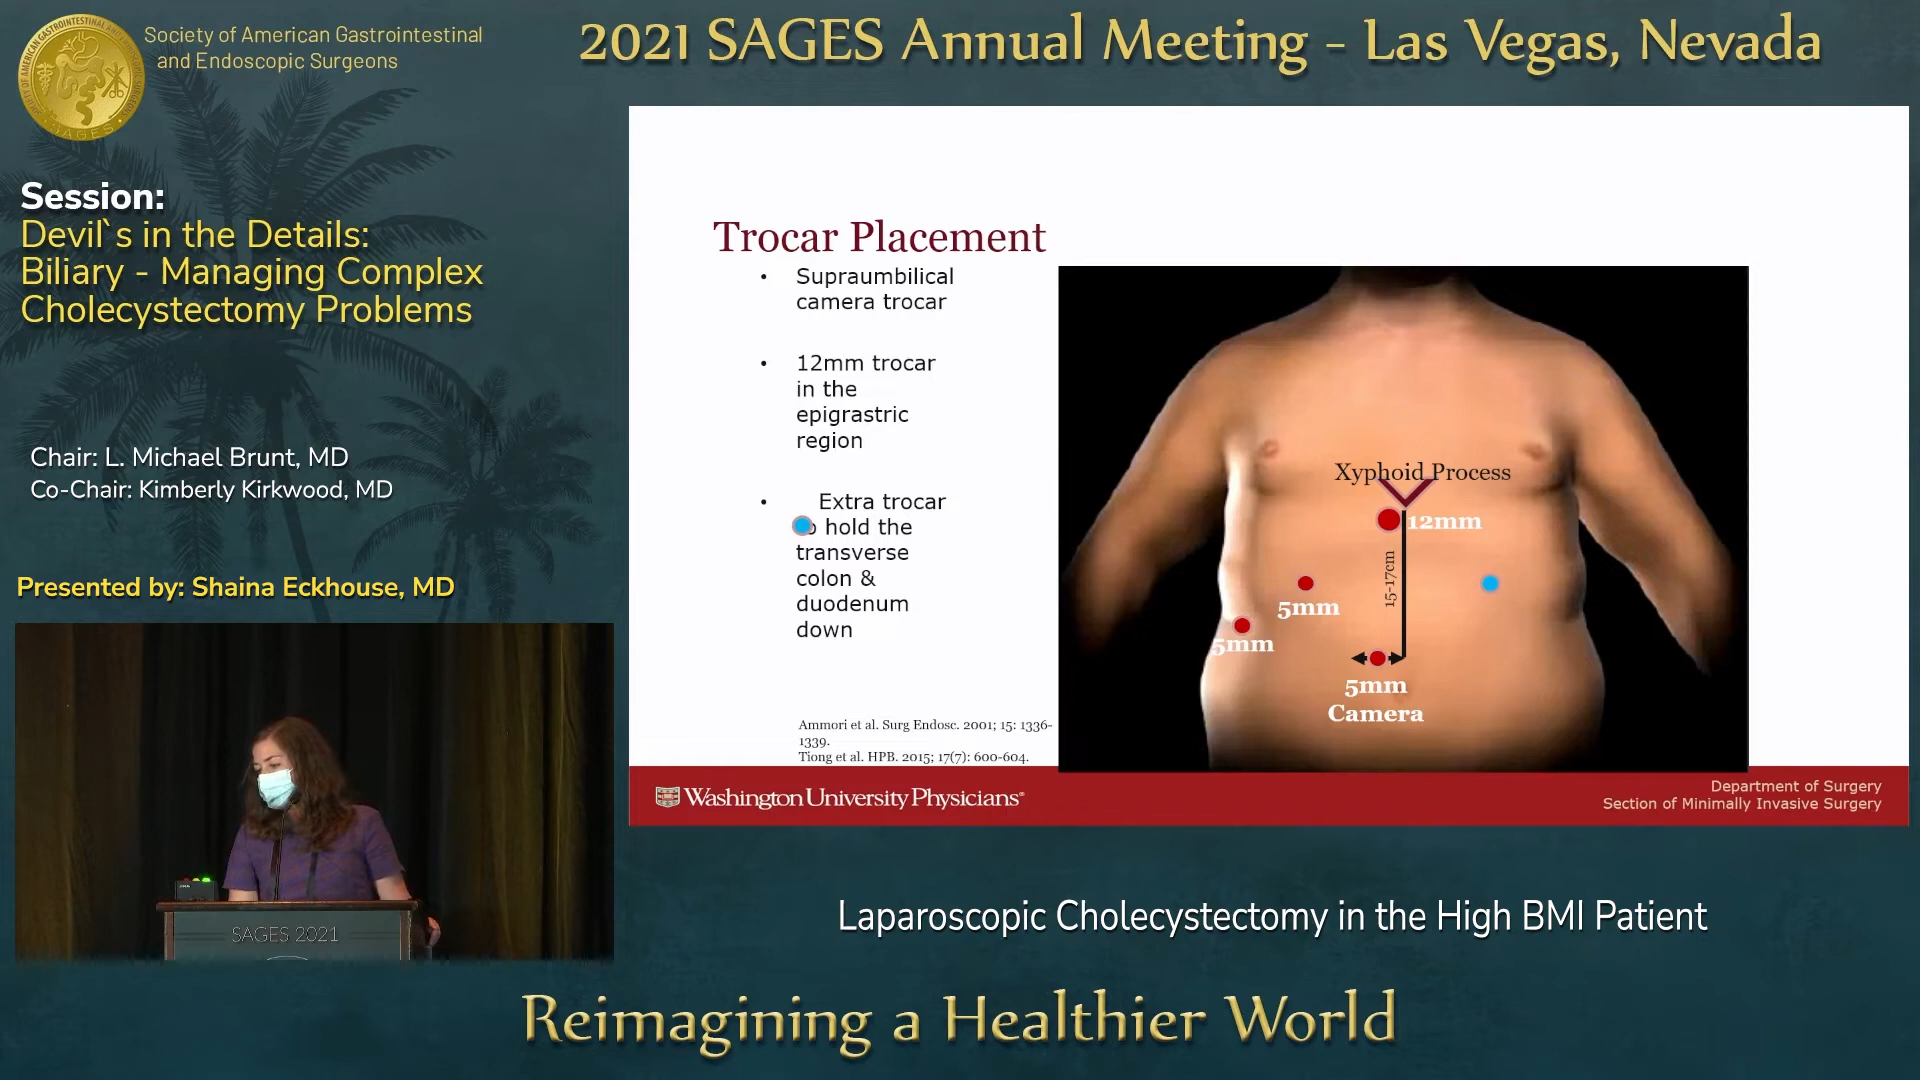 Society of American Gastrointestinal
and Endoscopic Surgeons
2021 SAGES Annual Meeting - Las Vegas, Nevada
SAGES
Session:
Devil`s in the Details:
Biliary - Managing Complex
Cholecystectomy Problems
Chair: L. Michael Brunt, MD
Co-Chair: Kimberly Kirkwood, MD
Presented by: Shaina Eckhouse, MD
SAGES 2021
Trocar Placement
• Supraumbilical
camera trocar
• 12mm trocar
in the
epigastric
region
• Extra trocar
hold the
transverse
colon &
duodenum
down
Ammori et al. Surg Endosc. 2001; 15: 1336-
1339.
Tiong et al. HPB. 2015; 17(7): 600-604.
Xyphoid Process
12mm
15-17cm
5mm
5mm
5mm
Camera
Washington University Physicians®
Department of Surgery
Section of Minimally Invasive Surgery
Laparoscopic Cholecystectomy in the High BMI Patient
Reimagining a Healthier World